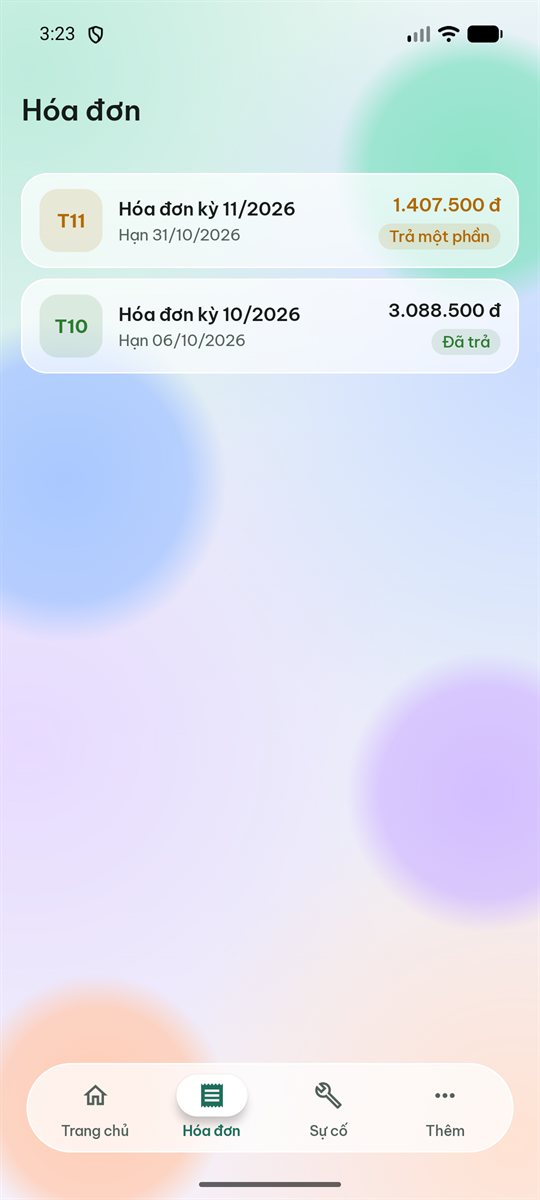 3:23
Hóa đơn
T11
Hóa đơn kỳ 11/2026
Hạn 31/10/2026
1.407.500 đ
Trả một phần
T10
Hóa đơn kỳ 10/2026
Hạn 06/10/2026
3.088.500 đ
Đã trả
Trang chủ
Hóa đơn
Sự cố
Thêm